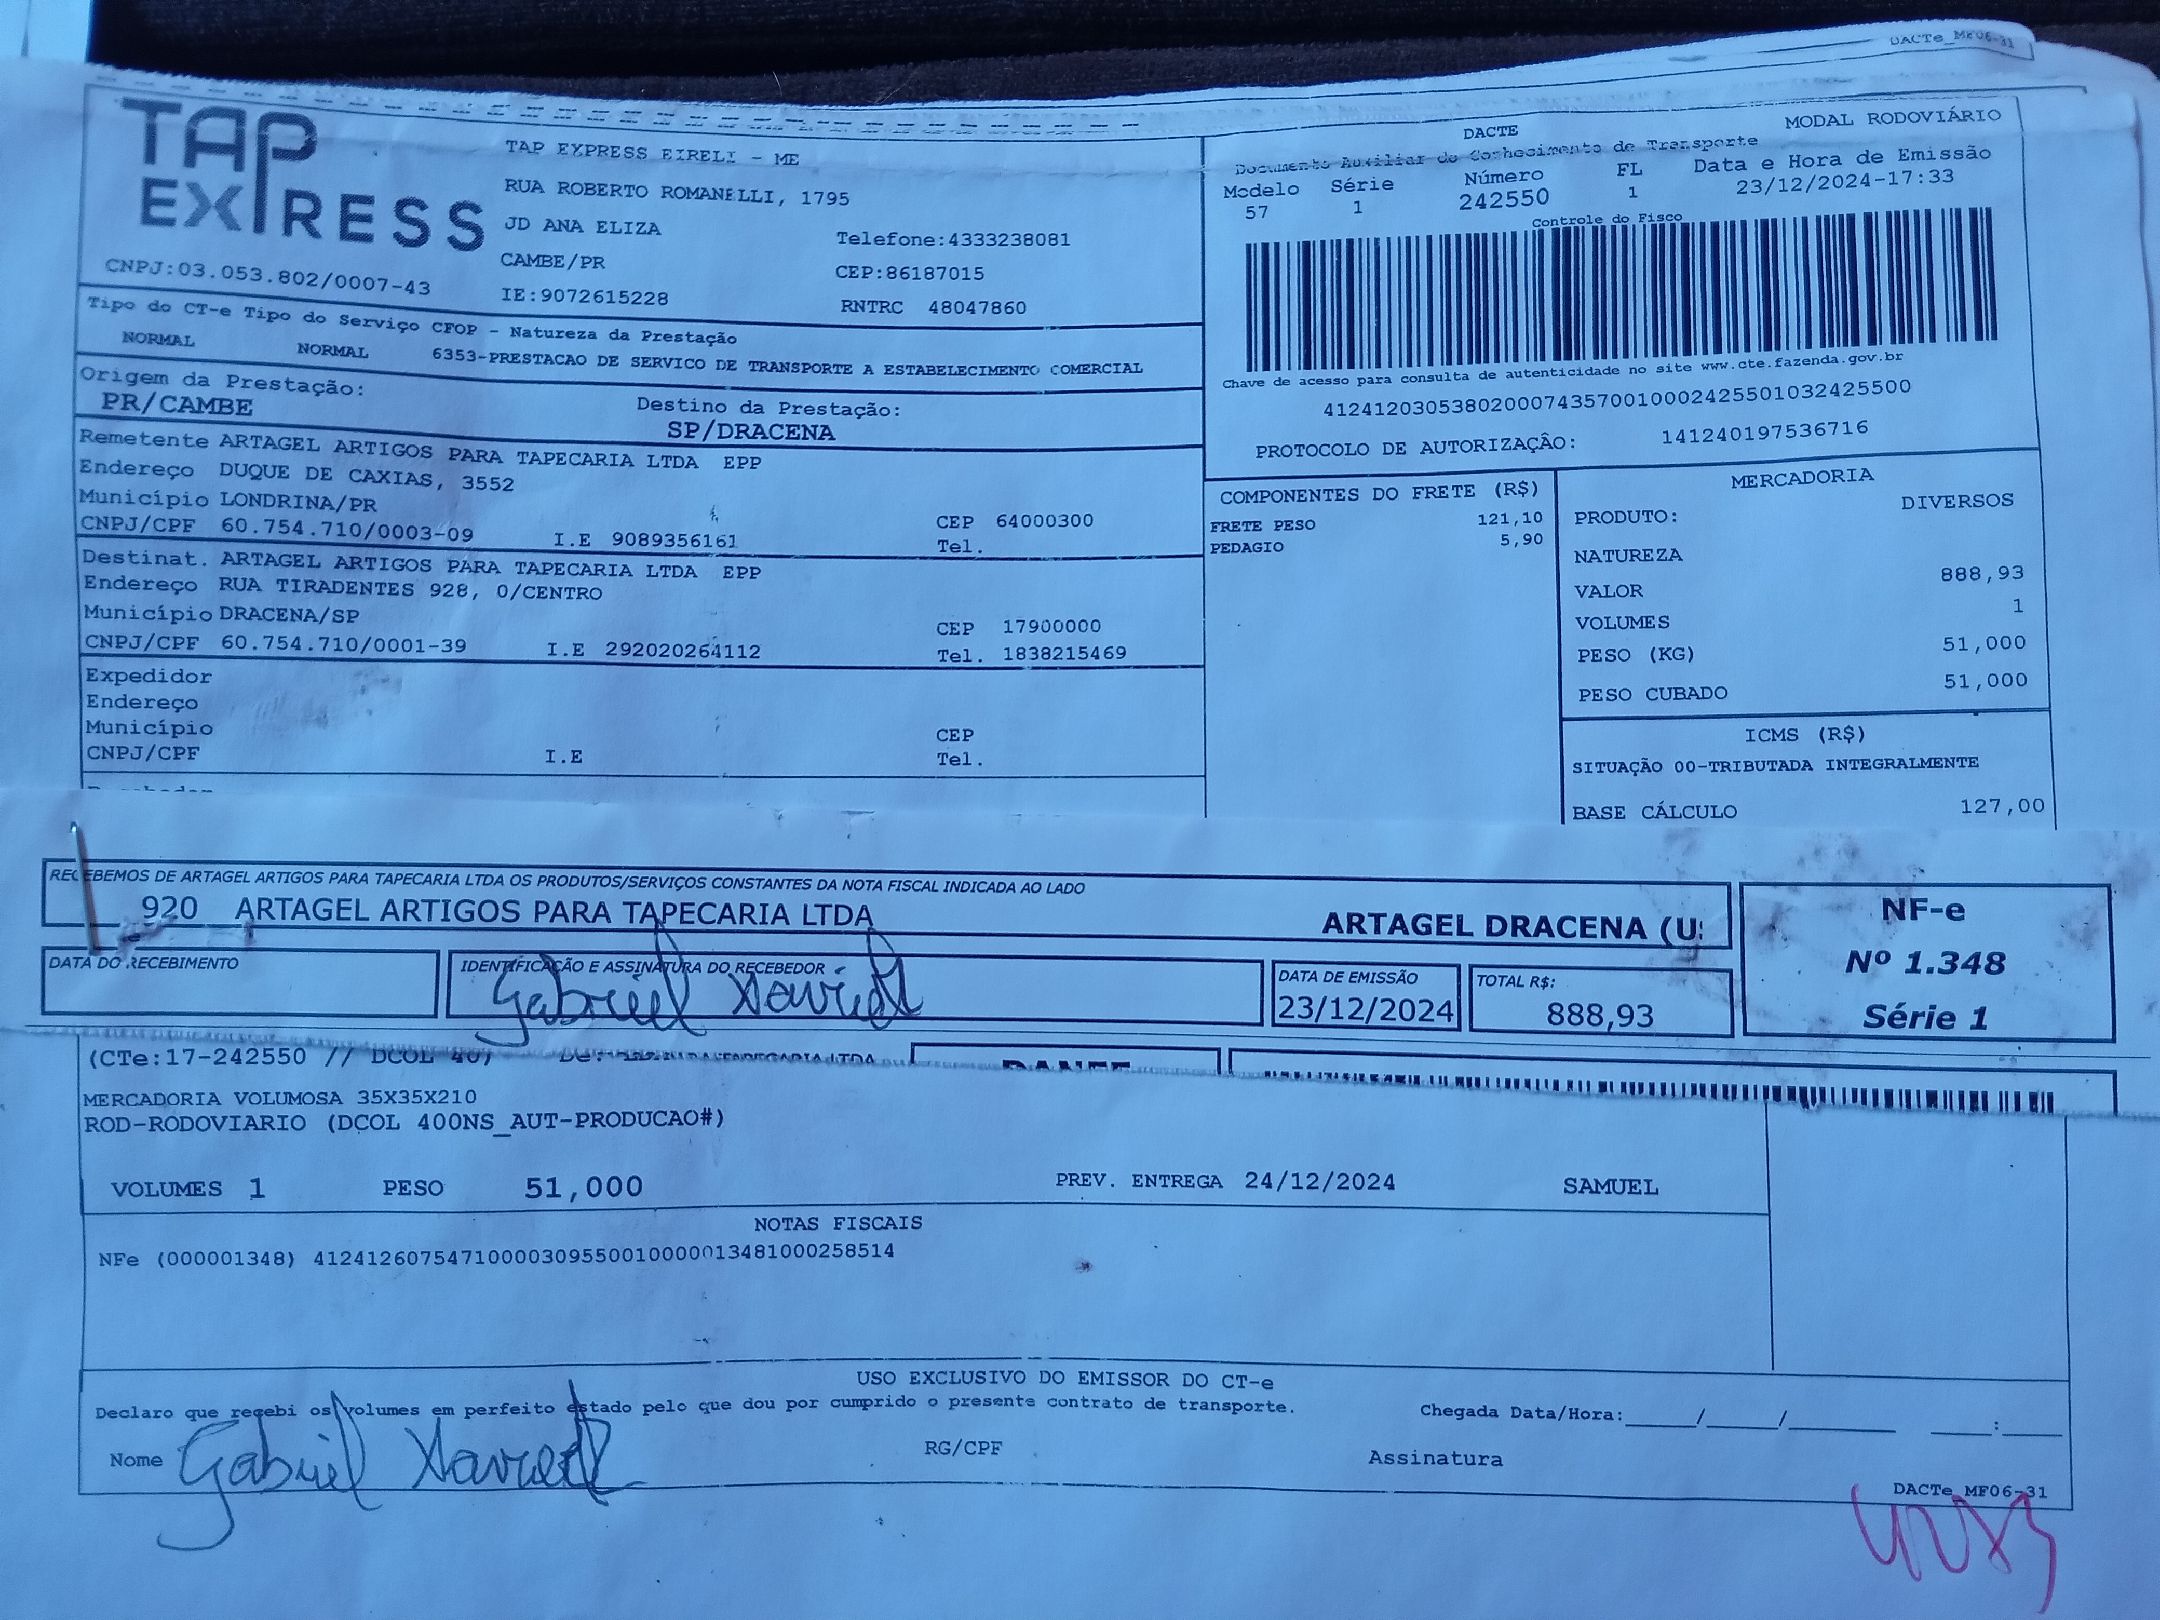 DACTe_MF06-31
TAP EXPRESS
TAP EXPRESS EIRELI - ME
RUA ROBERTO ROMANELLI, 1795
JD ANA ELIZA
Telefone:4333238081
CAMBE/PR
CEP:86187015
CNPJ:03.053.802/0007-43
IE:9072615228
RNTRC 48047860
DACTE
MODAL RODOVIÁRIO
Documento Auxiliar do Conhecimento de Transporte
Modelo Série Número FL Data e Hora de Emissão
57 1 242550 1 23/12/2024-17:33
Controle do Fisco
Chave de acesso para consulta de autenticidade no site www.cte.fazenda.gov.br
41241203053802000743570010002425501032425500
PROTOCOLO DE AUTORIZAÇÃO: 141240197536716
Tipo do CT-e Tipo do Serviço CFOP - Natureza da Prestação
NORMAL NORMAL 6353-PRESTACAO DE SERVICO DE TRANSPORTE A ESTABELECIMENTO COMERCIAL
Origem da Prestação:
PR/CAMBE
Destino da Prestação:
SP/DRACENA
Remetente ARTAGEL ARTIGOS PARA TAPECARIA LTDA EPP
Endereço DUQUE DE CAXIAS, 3552
Município LONDRINA/PR
CEP 64000300
CNPJ/CPF 60.754.710/0003-09 I.E 9089356161 Tel.
Destinat. ARTAGEL ARTIGOS PARA TAPECARIA LTDA EPP
Endereço RUA TIRADENTES 928, 0/CENTRO
Município DRACENA/SP
CEP 17900000
CNPJ/CPF 60.754.710/0001-39 I.E 292020264112 Tel. 1838215469
Expedidor
Endereço
Município CEP
CNPJ/CPF I.E Tel.
COMPONENTES DO FRETE (R$)
FRETE PESO 121,10
PEDAGIO 5,90
MERCADORIA
PRODUTO: DIVERSOS
NATUREZA
VALOR 888,93
VOLUMES 1
PESO (KG) 51,000
PESO CUBADO 51,000
ICMS (R$)
SITUAÇÃO 00-TRIBUTADA INTEGRALMENTE
BASE CÁLCULO 127,00
RECEBEMOS DE ARTAGEL ARTIGOS PARA TAPECARIA LTDA OS PRODUTOS/SERVIÇOS CONSTANTES DA NOTA FISCAL INDICADA AO LADO
920 ARTAGEL ARTIGOS PARA TAPECARIA LTDA ARTAGEL DRACENA (U
DATA DO RECEBIMENTO
IDENTIFICAÇÃO E ASSINATURA DO RECEBEDOR
Gabriel
DATA DE EMISSÃO
23/12/2024
TOTAL R$:
888,93
NF-e
Nº 1.348
Série 1
(CTe:17-242550 // DCOL 40)
MERCADORIA VOLUMOSA 35X35X210
ROD-RODOVIARIO (DCOL 400NS_AUT-PRODUCAO#)
VOLUMES 1 PESO 51,000 PREV. ENTREGA 24/12/2024 SAMUEL
NOTAS FISCAIS
NFe (000001348) 41241260754710000309550010000013481000258514
USO EXCLUSIVO DO EMISSOR DO CT-e
Declaro que recebi os volumes em perfeito estado pelo que dou por cumprido o presente contrato de transporte.
Chegada Data/Hora:____/____/______ ____:____
Nome Gabriel
RG/CPF
Assinatura
DACTe_MF06-31